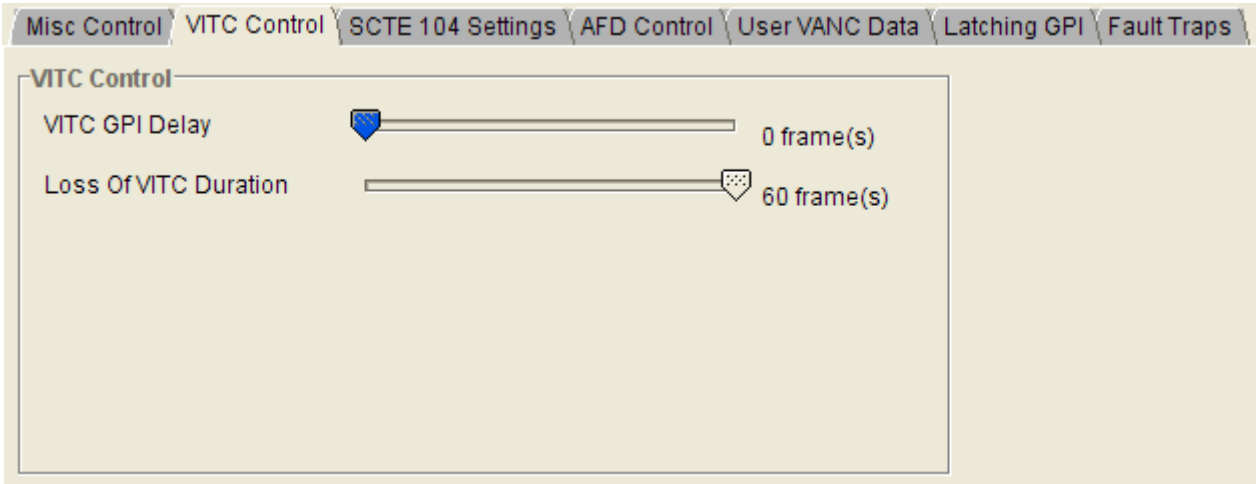 Misc Control VITC Control SCTE 104 Settings AFD Control User VANC Data Latching GPI Fault Traps
VITC Control
VITC GPI Delay 0 frame(s)
Loss Of VITC Duration 60 frame(s)